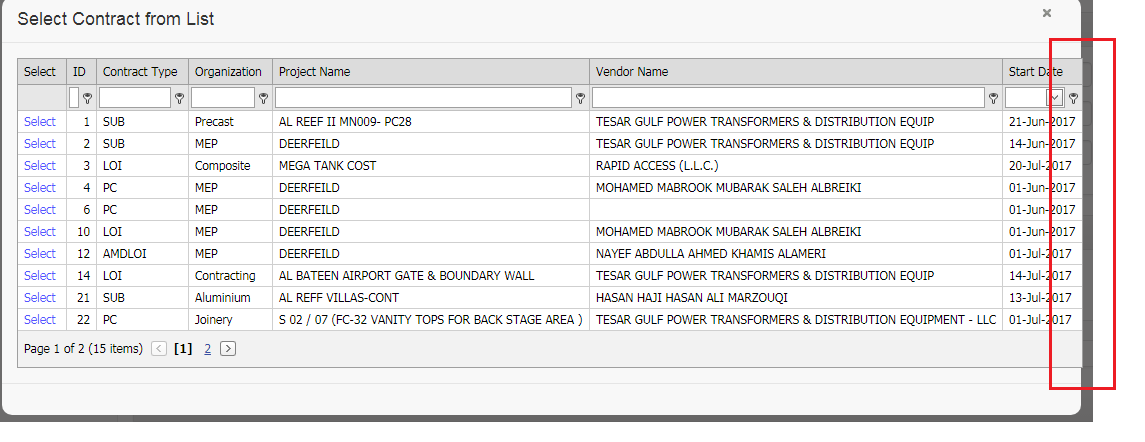 Select Contract from List
Select ID Contract Type Organization Project Name Vendor Name Start Date
Select 1 SUB Precast AL REEF II MN009- PC28 TESAR GULF POWER TRANSFORMERS & DISTRIBUTION EQUIP 21-Jun-2017
Select 2 SUB MEP DEERFEILD TESAR GULF POWER TRANSFORMERS & DISTRIBUTION EQUIP 14-Jun-2017
Select 3 LOI Composite MEGA TANK COST RAPID ACCESS (L.L.C.) 20-Jul-2017
Select 4 PC MEP DEERFEILD MOHAMED MABROOK MUBARAK SALEH ALBREIKI 01-Jun-2017
Select 6 PC MEP DEERFEILD 01-Jun-2017
Select 10 LOI MEP DEERFEILD MOHAMED MABROOK MUBARAK SALEH ALBREIKI 01-Jun-2017
Select 12 AMDLOI MEP DEERFEILD NAYEF ABDULLA AHMED KHAMIS ALAMERI 01-Jul-2017
Select 14 LOI Contracting AL BATEEN AIRPORT GATE & BOUNDARY WALL TESAR GULF POWER TRANSFORMERS & DISTRIBUTION EQUIP 14-Jul-2017
Select 21 SUB Aluminium AL REFF VILLAS-CONT HASAN HAJI HASAN ALI MARZOUQI 13-Jul-2017
Select 22 PC Joinery S 02 / 07 (FC-32 VANITY TOPS FOR BACK STAGE AREA ) TESAR GULF POWER TRANSFORMERS & DISTRIBUTION EQUIPMENT - LLC 01-Jul-2017
Page 1 of 2 (15 items) < [1] 2 >